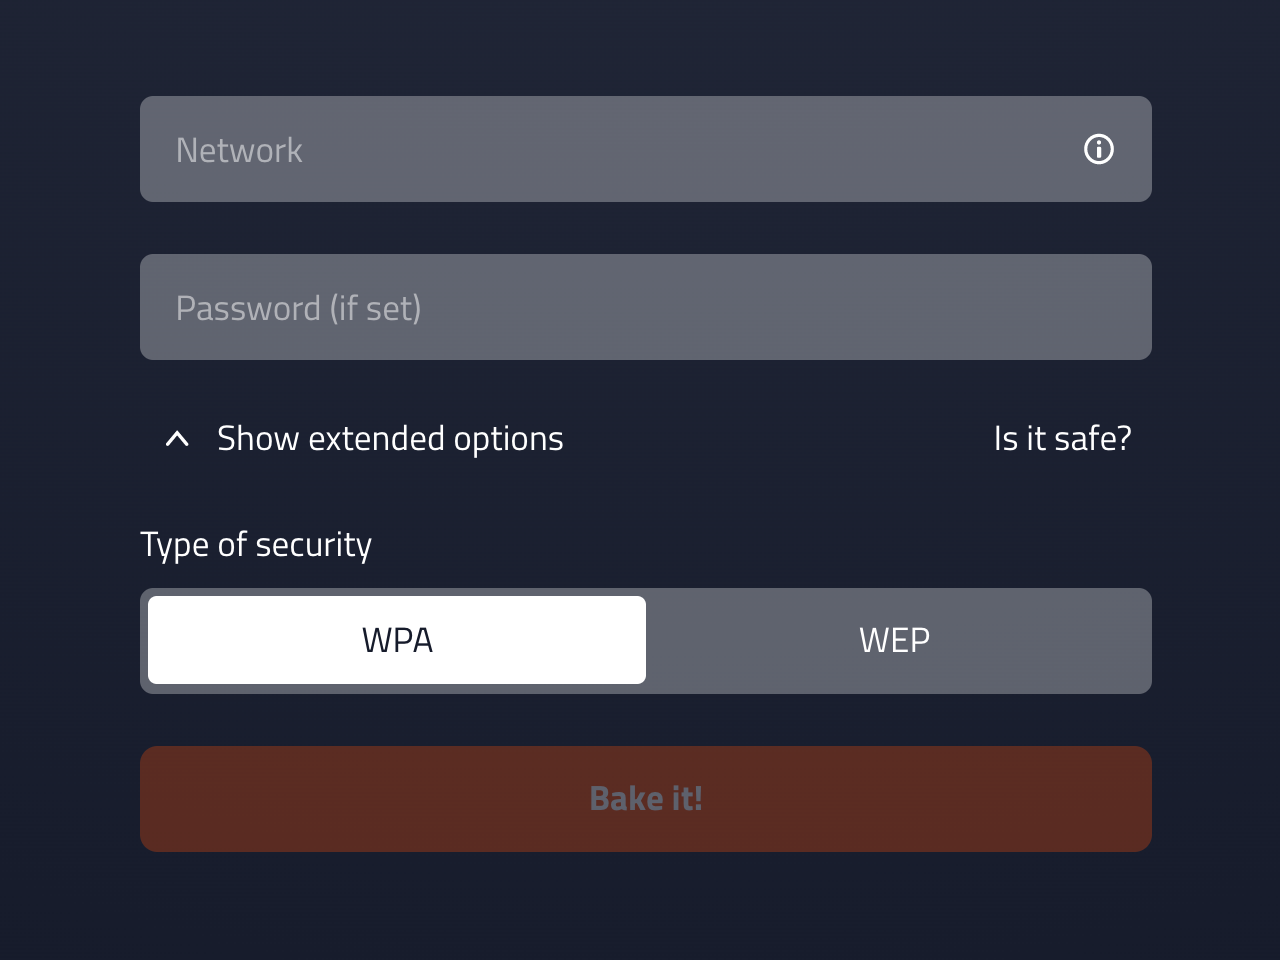 Network
Password (if set)
Show extended options
Is it safe?
Type of security
WPA
WEP
Bake it!